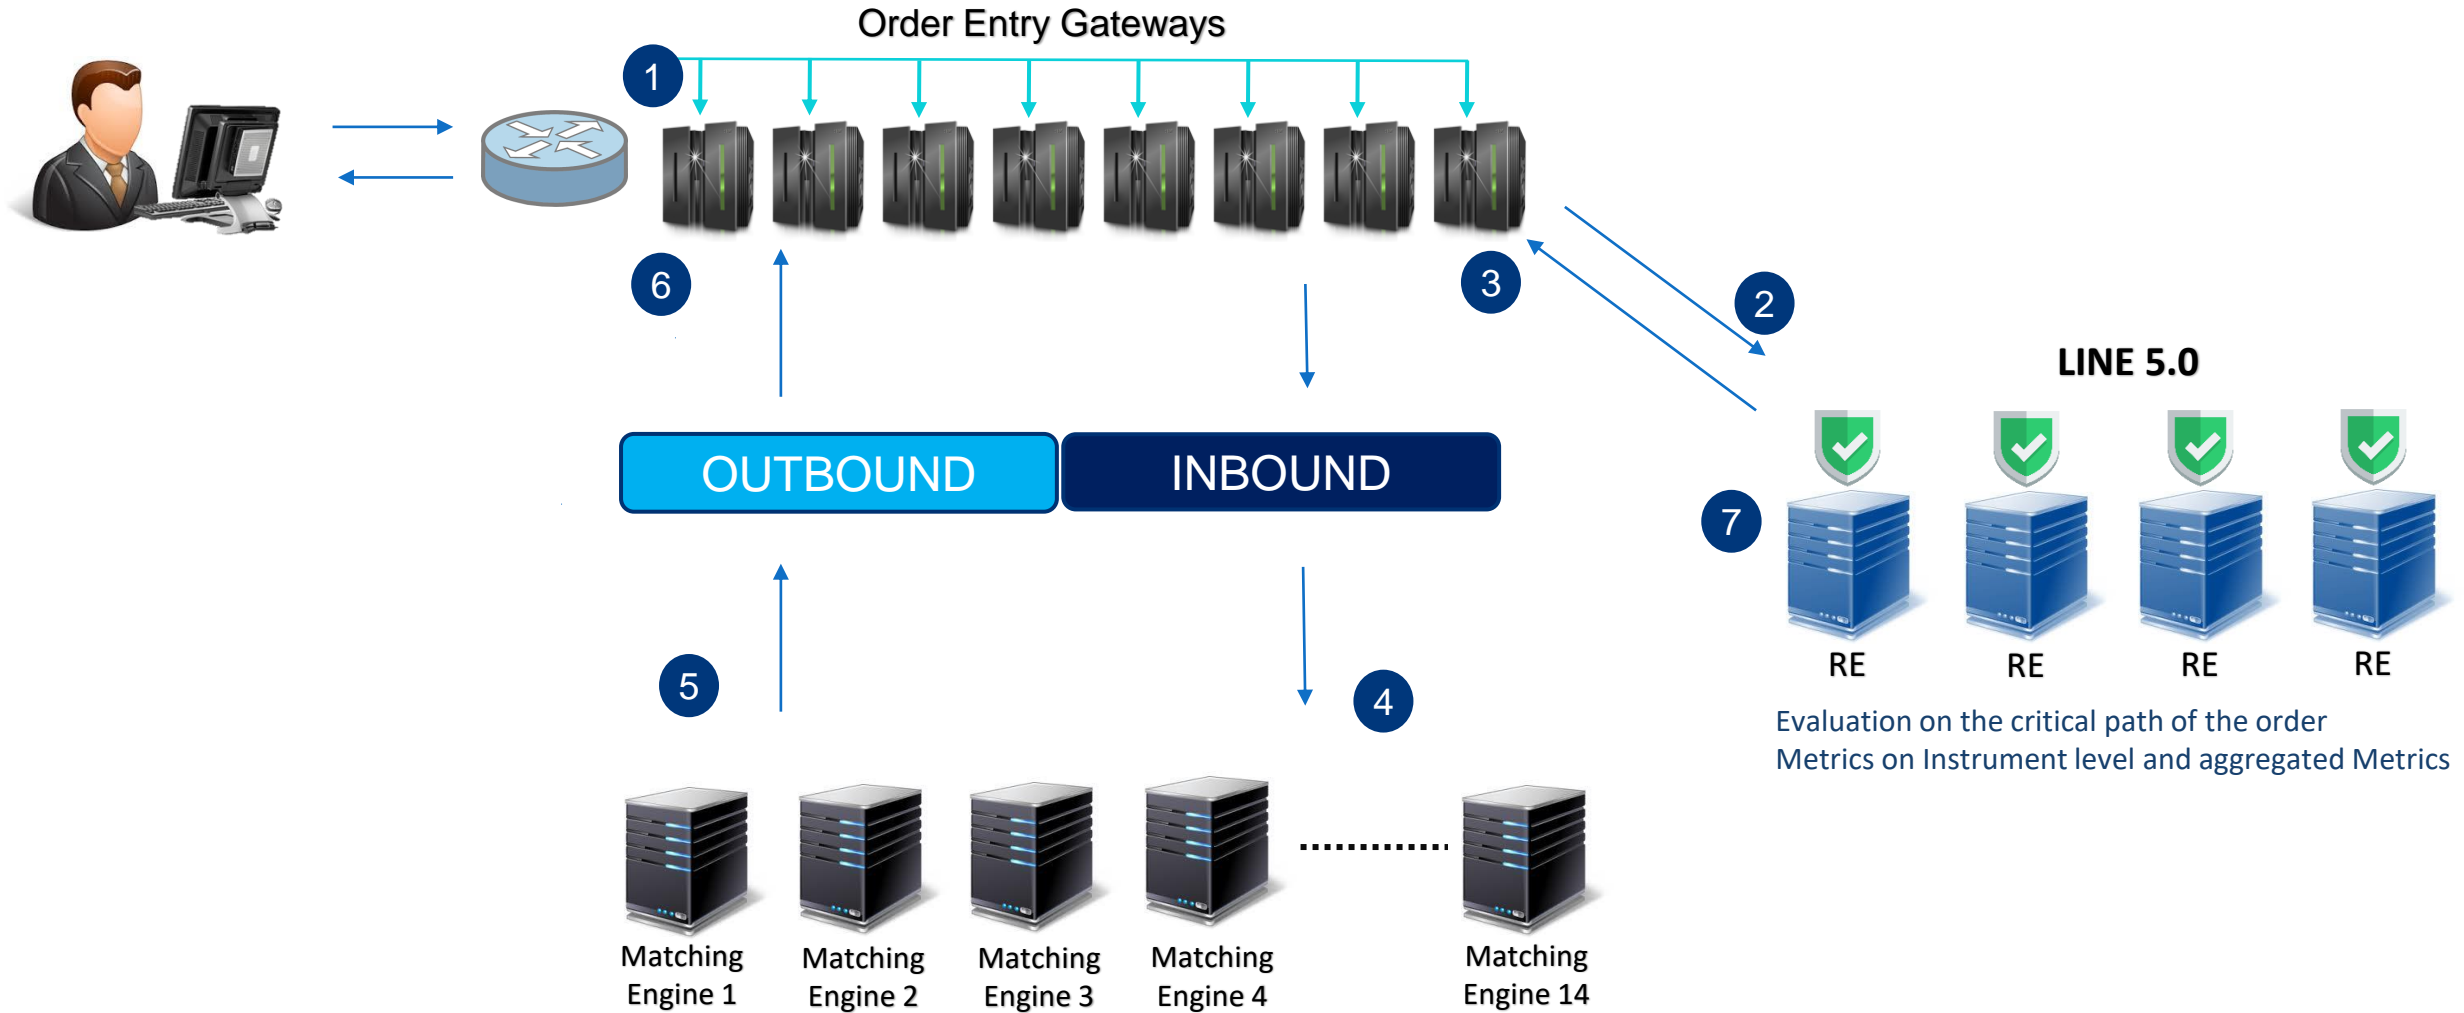 Order Entry Gateways
1
6
3
2
LINE 5.0
OUTBOUND
INBOUND
7
RE
RE
RE
RE
5
4
Evaluation on the critical path of the order
Metrics on Instrument level and aggregated Metrics
Matching
Engine 1
Matching
Engine 2
Matching
Engine 3
Matching
Engine 4
Matching
Engine 14